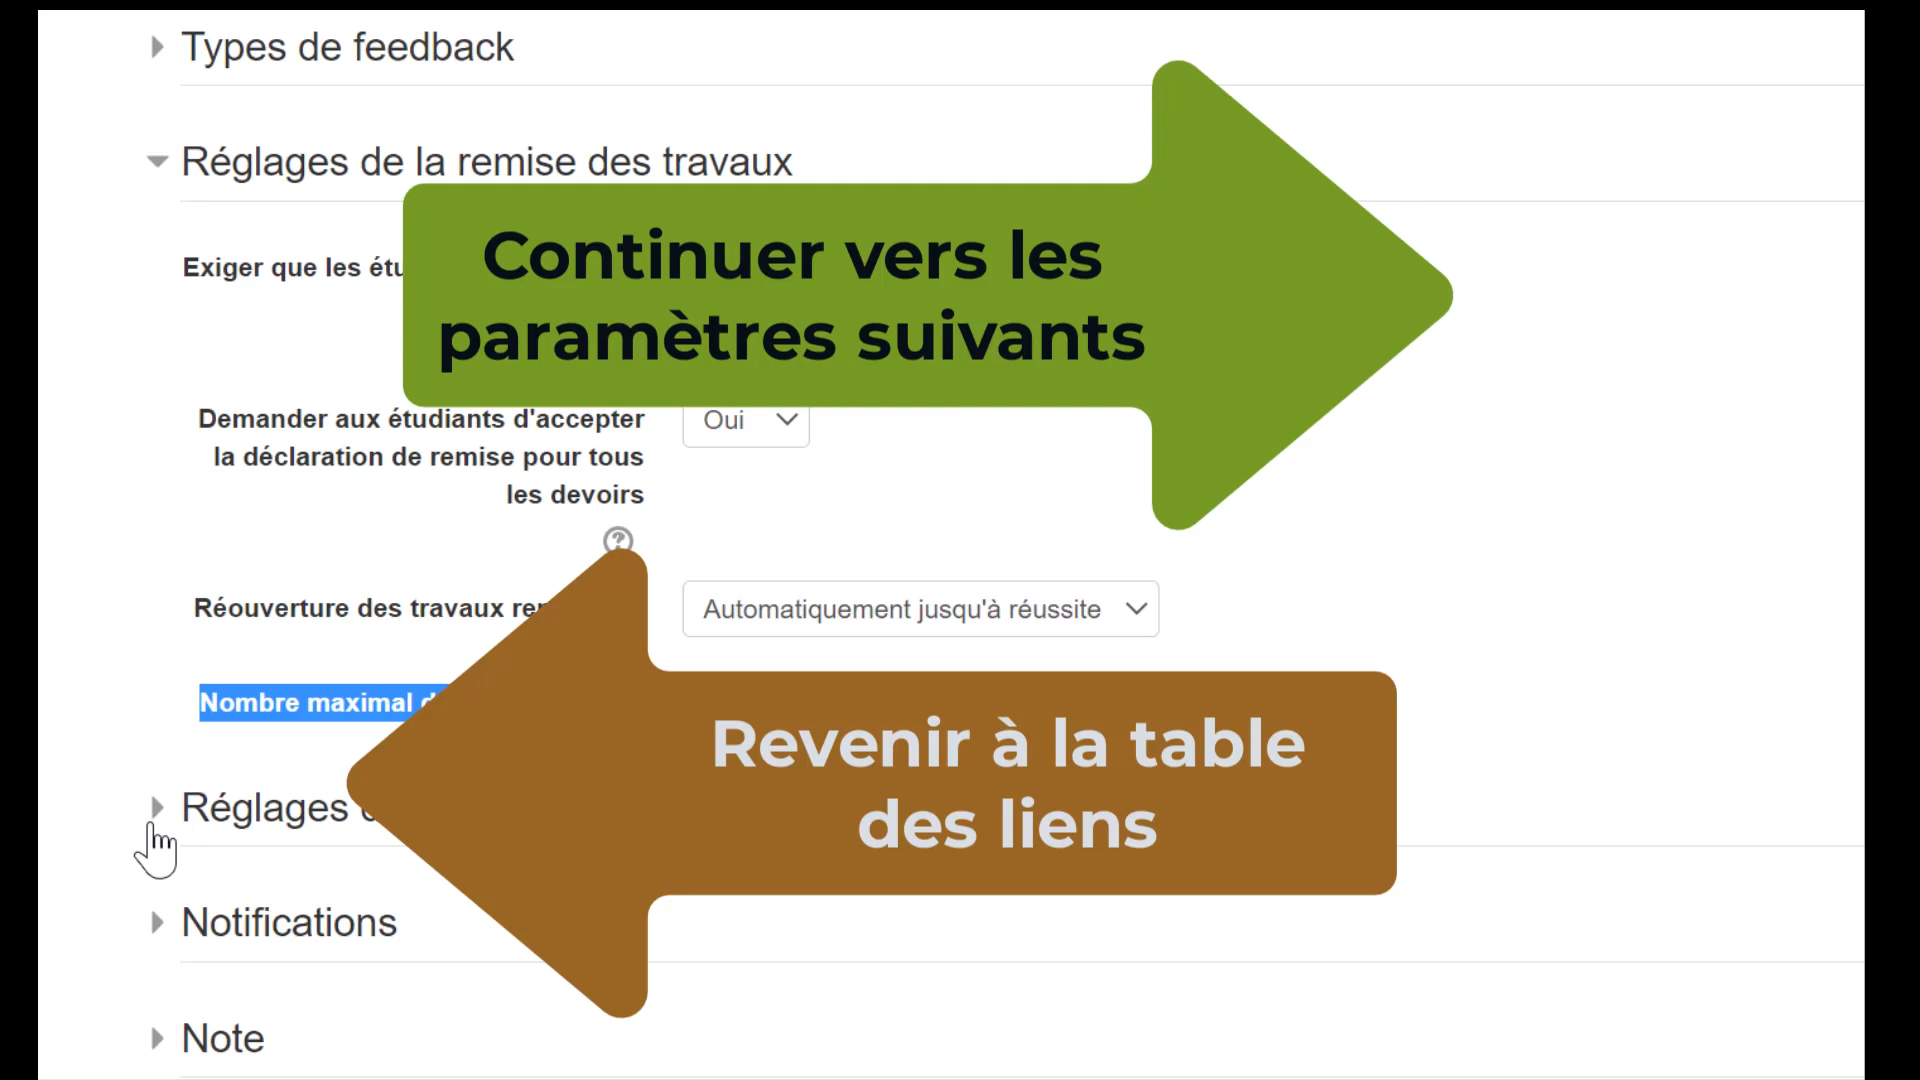 Types de feedback
Réglages de la remise des travaux
Exiger que les
Continuer vers les
paramètres suivants
Demander aux étudiants d'accepter
la déclaration de remise pour tous
les devoirs
Oui
Réouverture des travaux
Automatiquement jusqu'à réussite
Nombre maximal
Revenir à la table
des liens
Réglages
Notifications
Note